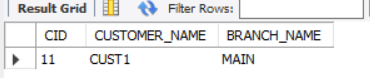 Result Grid Filter Rows:
CID CUSTOMER_NAME BRANCH_NAME
11 CUST1 MAIN